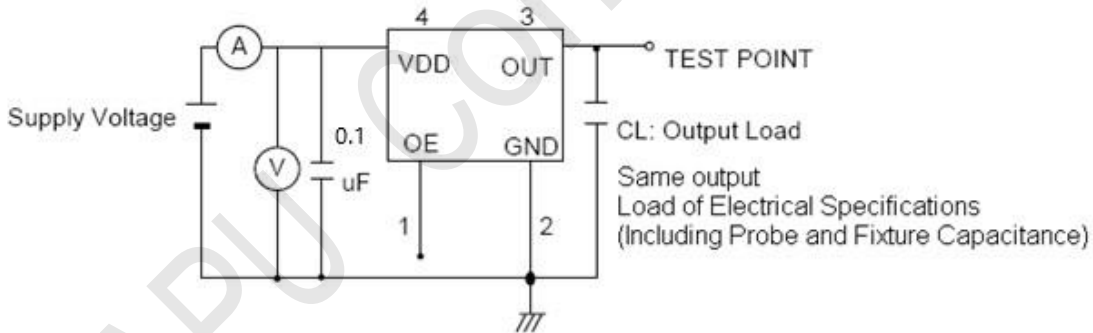 4 3
A
VDD OUT
TEST POINT
Supply Voltage
0.1
uF
V
OE GND
CL: Output Load
1 2
Same output
Load of Electrical Specifications
(Including Probe and Fixture Capacitance)